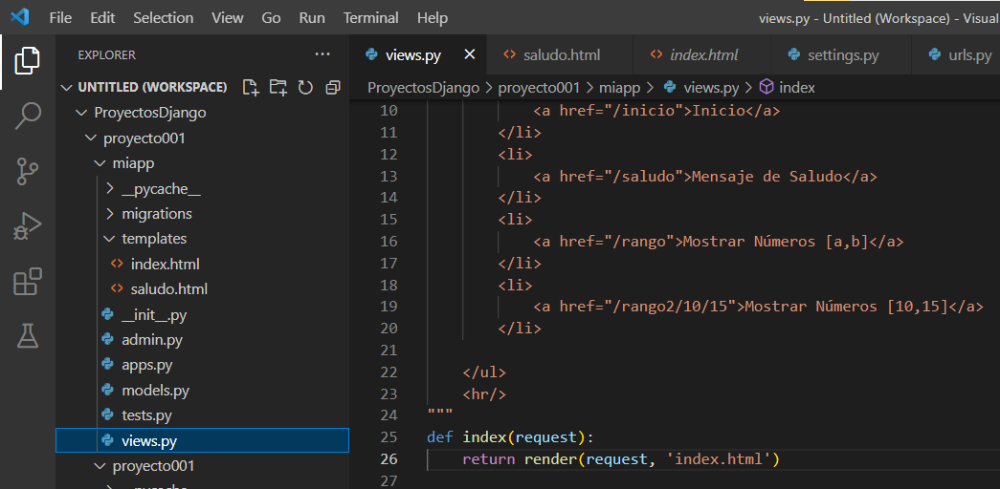 File Edit Selection View Go Run Terminal Help views.py - Untitled (Workspace) - Visual
EXPLORER
UNTITLED (WORKSPACE)
ProyectosDjango
proyecto001
miapp
__pycache__
migrations
templates
index.html
saludo.html
__init__.py
admin.py
apps.py
models.py
tests.py
views.py
proyecto001
views.py saludo.html index.html settings.py urls.py
ProyectosDjango > proyecto001 > miapp > views.py > index
10 <a href="/inicio">Inicio</a>
11 </li>
12 <li>
13 <a href="/saludo">Mensaje de Saludo</a>
14 </li>
15 <li>
16 <a href="/rango">Mostrar Números [a,b]</a>
17 </li>
18 <li>
19 <a href="/rango2/10/15">Mostrar Números [10,15]</a>
20 </li>
21
22 </ul>
23 <hr/>
24 """
25 def index(request):
26 return render(request, 'index.html')
27